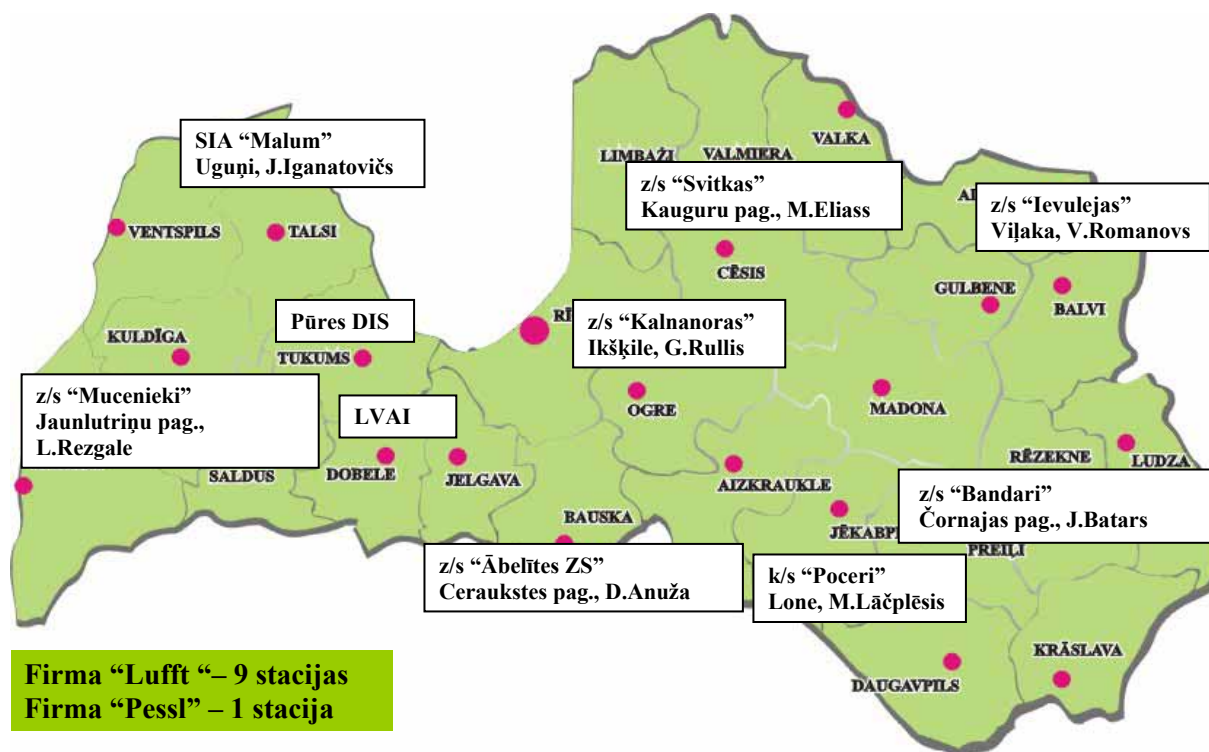 SIA “Malum”
Uguņi, J.Iganatovičs
VALKA
LIMBAŽI
VALMIERA
z/s “Svitkas”
Kauguru pag., M.Eliass
z/s “Ievulejas”
Viļaka, V.Romanovs
VENTSPILS
TALSI
CĒSIS
GULBENE
BALVI
Pūres DIS
z/s “Kalnanoras”
Ikšķile, G.Rullis
KULDĪGA
TUKUMS
z/s “Mucenieki”
Jaunlutriņu pag.,
L.Rezgale
LVAI
OGRE
MADONA
SALDUS
DOBELE
JELGAVA
AIZKRAUKLE
RĒZEKNE
LUDZA
BAUSKA
z/s “Bandari”
Čornajas pag., J.Batars
JĒKABP
PREIĻI
z/s “Ābelītes ZS”
Ceraukstes pag., D.Anuža
k/s “Poceri”
Lone, M.Lāčplēsis
KRĀSLAVA
DAUGAVPILS
Firma “Lufft “– 9 stacijas
Firma “Pessl” – 1 stacija